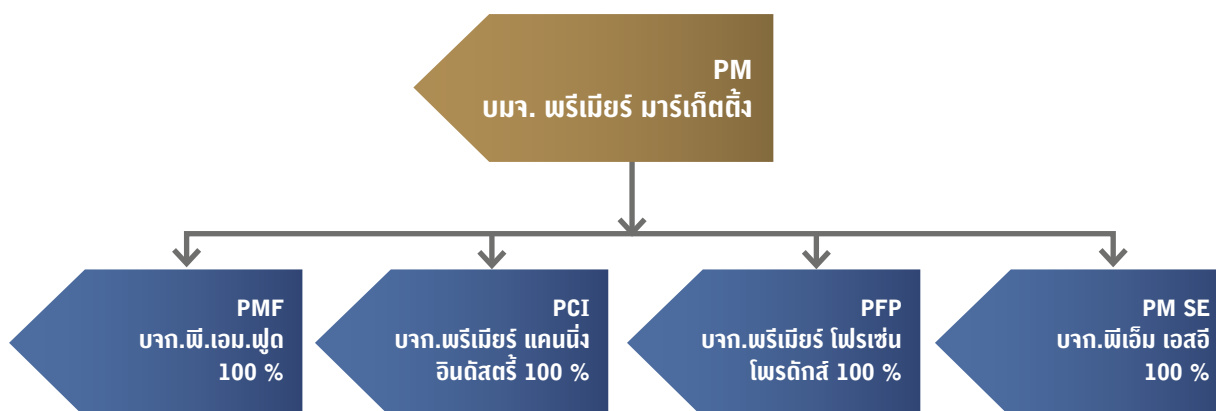 PM
บมจ. พรีเมียร์ มาร์เก็ตติ้ง
PMF
บจก.พี.เอม.ฟูด
100 %
PCI
บจก.พรีเมียร์ แคนนิ่ง
อินดัสตรี้ 100 %
PFP
บจก.พรีเมียร์ โฟรเซ่น
โพรดักส์ 100 %
PM SE
บจก.พีเอ็ม เอสอี
100 %